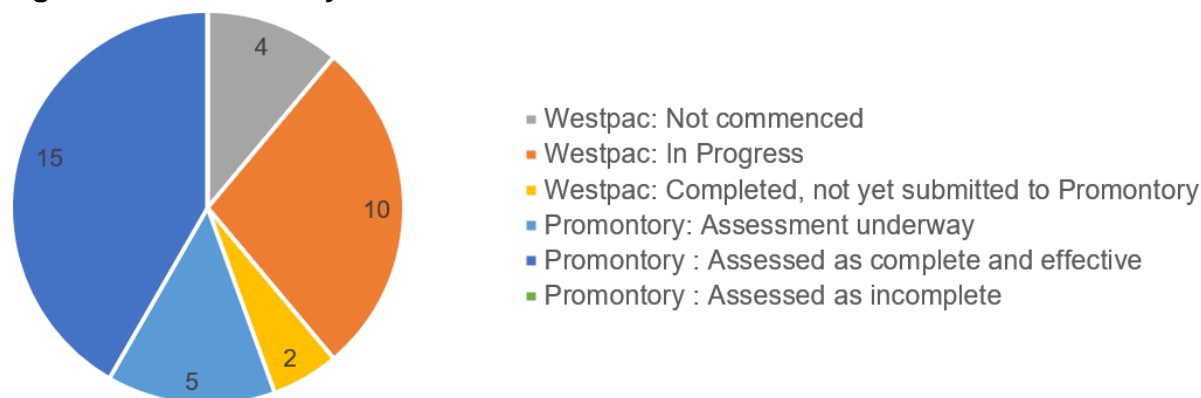 4
15
10
2
5
Westpac: Not commenced
Westpac: In Progress
Westpac: Completed, not yet submitted to Promontory
Promontory: Assessment underway
Promontory : Assessed as complete and effective
Promontory : Assessed as incomplete